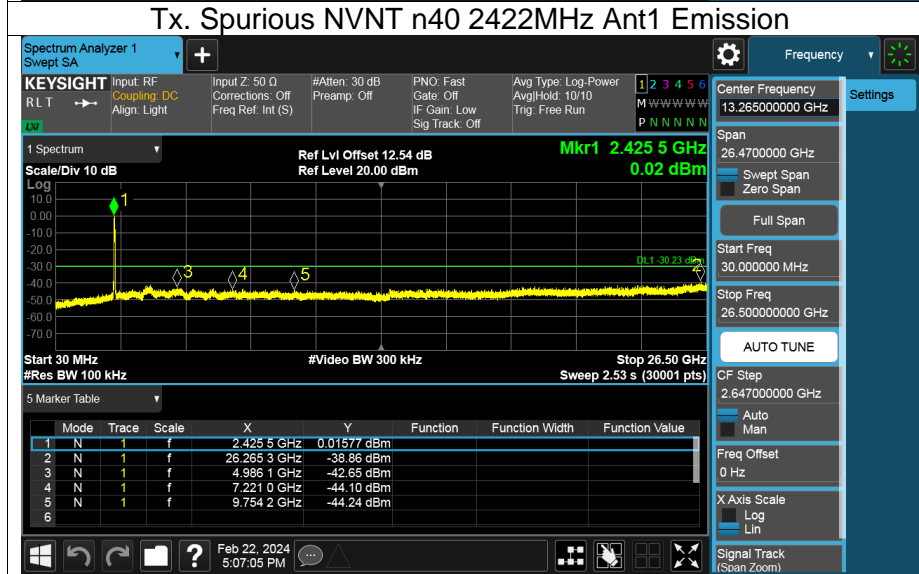 Tx. Spurious NVNT n40 2422MHz Ant1 Emission
Spectrum Analyzer 1
Swept SA
+
Frequency
KEYSIGHT
R L T
LXI
Input: RF
Coupling: DC
Align: Light
Input Z: 50 Ω
Corrections: Off
Freq Ref: Int (S)
#Atten: 30 dB
Preamp: Off
PNO: Fast
Gate: Off
IF Gain: Low
Sig Track: Off
Avg Type: Log-Power
Avg|Hold: 10/10
Trig: Free Run
1 2 3 4 5 6
M W W W W W
P N N N N N
Center Frequency
13.265000000 GHz
Settings
1 Spectrum
Ref Lvl Offset 12.54 dB
Mkr1 2.425 5 GHz
Scale/Div 10 dB
Ref Level 20.00 dBm
0.02 dBm
Span
26.4700000 GHz
Swept Span
Zero Span
Full Span
Log
10.0
0.00
-10.0
-20.0
-30.0
-40.0
-50.0
-60.0
-70.0
1
3
4
5
2
DL1 -30.23 dBm
Start Freq
30.000000 MHz
Stop Freq
26.500000000 GHz
AUTO TUNE
Start 30 MHz
#Video BW 300 kHz
Stop 26.50 GHz
#Res BW 100 kHz
Sweep 2.53 s (30001 pts)
CF Step
2.647000000 GHz
Auto
Man
5 Marker Table
Mode Trace Scale X Y Function Function Width Function Value
1 N 1 f 2.425 5 GHz 0.01577 dBm
2 N 1 f 26.265 3 GHz -38.86 dBm
3 N 1 f 4.986 1 GHz -42.65 dBm
4 N 1 f 7.221 0 GHz -44.10 dBm
5 N 1 f 9.754 2 GHz -44.24 dBm
6
Freq Offset
0 Hz
X Axis Scale
Log
Lin
Signal Track
(Span Zoom)
?
Feb 22, 2024
5:07:05 PM